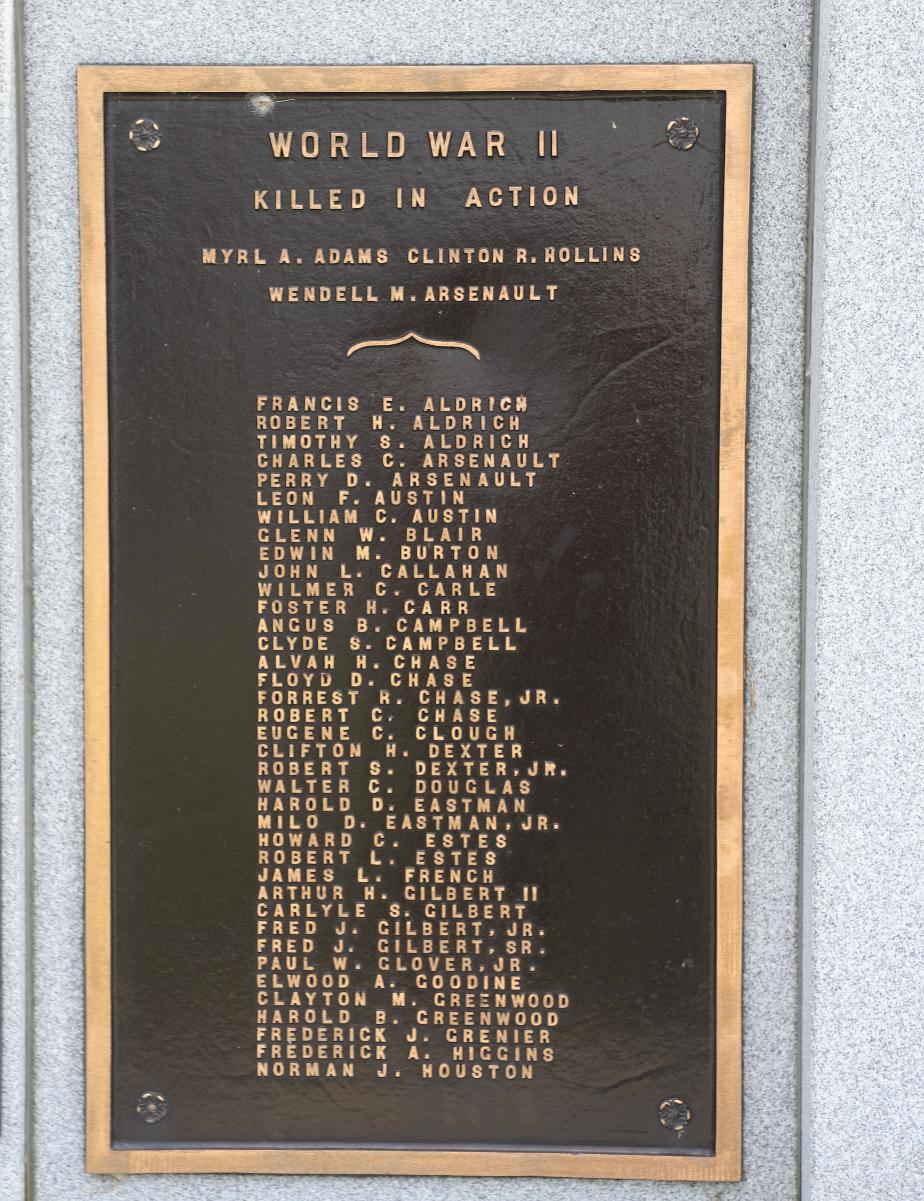 WORLD WAR II
KILLED IN ACTION
MYRL A. ADAMS CLINTON R. HOLLINS
WENDELL M. ARSENAULT
FRANCIS E. ALDRICH
ROBERT H. ALDRICH
TIMOTHY S. ALDRICH
CHARLES C. ARSENAULT
PERRY D. ARSENAULT
LEON F. AUSTIN
WILLIAM C. AUSTIN
GLENN W. BLAIR
EDWIN M. BURTON
JOHN L. CALLAHAN
WILMER C. CARLE
FOSTER H. CARR
ANGUS B. CAMPBELL
CLYDE S. CAMPBELL
ALVAH H. CHASE
FLOYD D. CHASE
FORREST R. CHASE, JR.
ROBERT C. CHASE
EUGENE C. CLOUGH
CLIFTON H. DEXTER
ROBERT S. DEXTER, JR.
WALTER C. DOUGLAS
HAROLD D. EASTMAN
MILO D. EASTMAN, JR.
HOWARD C. ESTES
ROBERT L. ESTES
JAMES L. FRENCH
ARTHUR H. GILBERT II
CARLYLE S. GILBERT
FRED J. GILBERT, JR.
FRED J. GILBERT, SR.
PAUL W. GLOVER, JR.
ELWOOD A. GOODINE
CLAYTON M. GREENWOOD
HAROLD B. GREENWOOD
FREDERICK J. GRENIER
FREDERICK A. HIGGINS
NORMAN J. HOUSTON